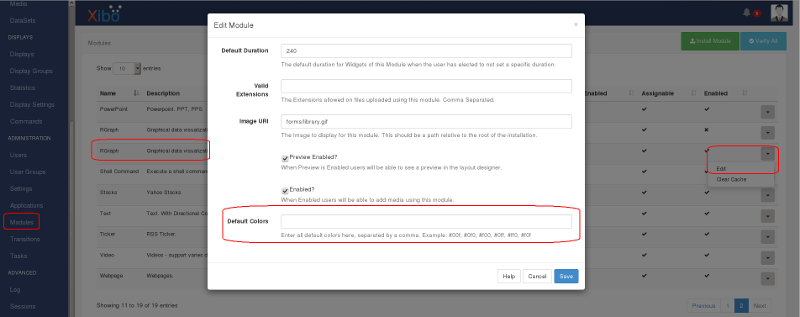 Media
DataSets
DISPLAYS
Displays
Display Groups
Statistics
Display Settings
Commands
ADMINISTRATION
Users
User Groups
Settings
Applications
Modules
Transitions
Tasks
ADVANCED
Log
Sessions
Xibo
Modules
Install Module
Verify All
Show 10 entries
Name Description Enabled Assignable Enabled
PowerPoint Powerpoint. PPT, PPS
RGraph Graphical data visualizati
RGraph Graphical data visualizati
Shell Command Execute a shell comman
Stocks Yahoo Stocks
Text Text. With Directional Co
Ticker RSS Ticker.
Video Videos - support varies d
Webpage Webpages.
Edit
Clear Cache
Showing 11 to 19 of 19 entries
Previous 1 2 Next
Edit Module
×
Default Duration 240
The default duration for Widgets of this Module when the user has elected to not set a specific duration.
Valid Extensions
The Extensions allowed on files uploaded using this module. Comma Separated.
Image URI forms/library.gif
The Image to display for this module. This should be a path relative to the root of the installation.
Preview Enabled?
When Preview is Enabled users will be able to see a preview in the layout designer.
Enabled?
When Enabled users will be able to add media using this module.
Default Colors
Enter all default colors here, separated by a comma. Example: #00f, #0f0, #f00, #0ff, #ff0, #f0f
Help Cancel Save